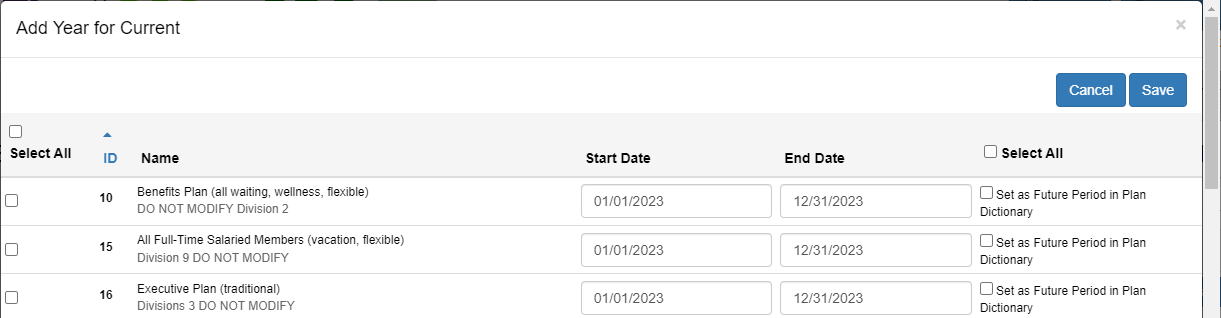 Add Year for Current ×
Cancel Save
Select All ID Name Start Date End Date Select All
10 Benefits Plan (all waiting, wellness, flexible) 01/01/2023 12/31/2023 Set as Future Period in Plan
DO NOT MODIFY Division 2 Dictionary
15 All Full-Time Salaried Members (vacation, flexible) 01/01/2023 12/31/2023 Set as Future Period in Plan
Division 9 DO NOT MODIFY Dictionary
16 Executive Plan (traditional) 01/01/2023 12/31/2023 Set as Future Period in Plan
Divisions 3 DO NOT MODIFY Dictionary